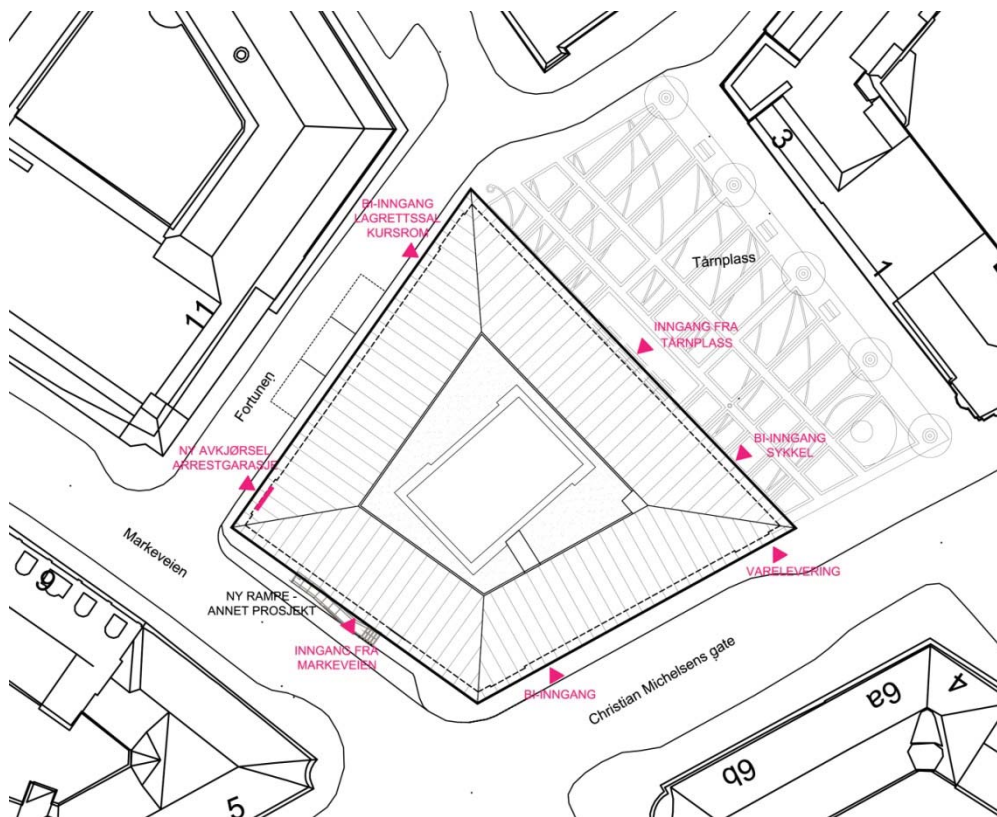 BI-INNGANG
LAGRETTSSAL
KURSROM
3
Tårnplass
1
11
INNGANG FRA
TÅRNPLASS
Fortunen
BI-INNGANG
SYKKEL
NY AVKJØRSEL
ARRESTGARASJE
Markeveien
9
VARELEVERING
NY RAMPE -
ANNET PROSJEKT
INNGANG FRA
MARKEVEIEN
BI-INNGANG
Christian Michelsens gate
6a
4
6b
5